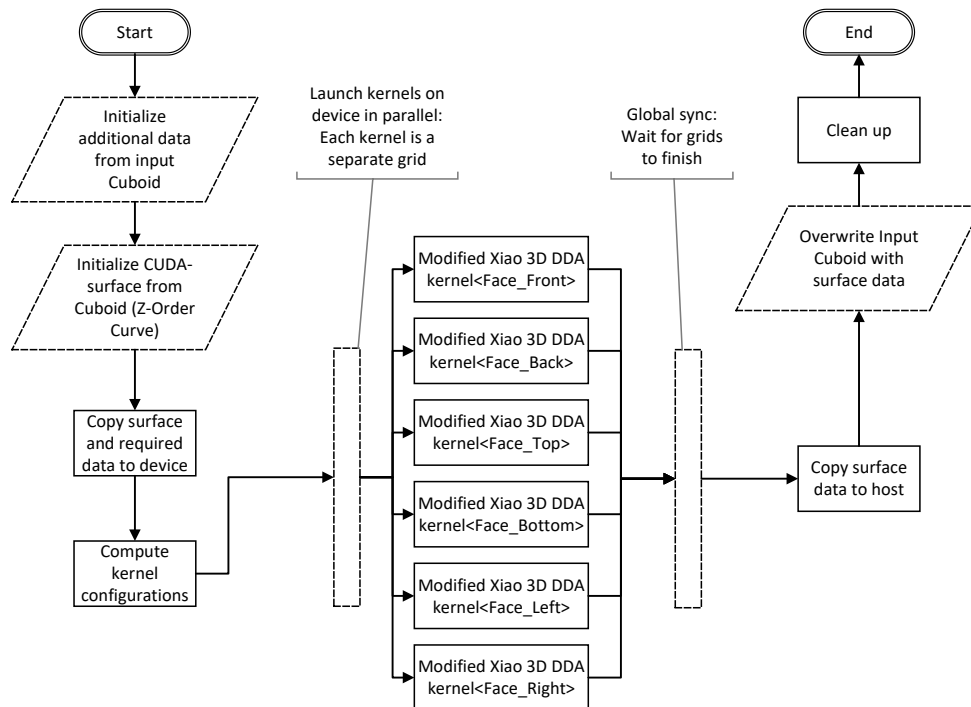 Start
Initialize
additional data
from input
Cuboid
Initialize CUDA-
surface from
Cuboid (Z-Order
Curve)
Copy surface
and required
data to device
Compute
kernel
configurations
Launch kernels on
device in parallel:
Each kernel is a
separate grid
Modified Xiao 3D DDA
kernel<Face_Front>
Modified Xiao 3D DDA
kernel<Face_Back>
Modified Xiao 3D DDA
kernel<Face_Top>
Modified Xiao 3D DDA
kernel<Face_Bottom>
Modified Xiao 3D DDA
kernel<Face_Left>
Modified Xiao 3D DDA
kernel<Face_Right>
Global sync:
Wait for grids
to finish
Copy surface
data to host
Overwrite Input
Cuboid with
surface data
Clean up
End